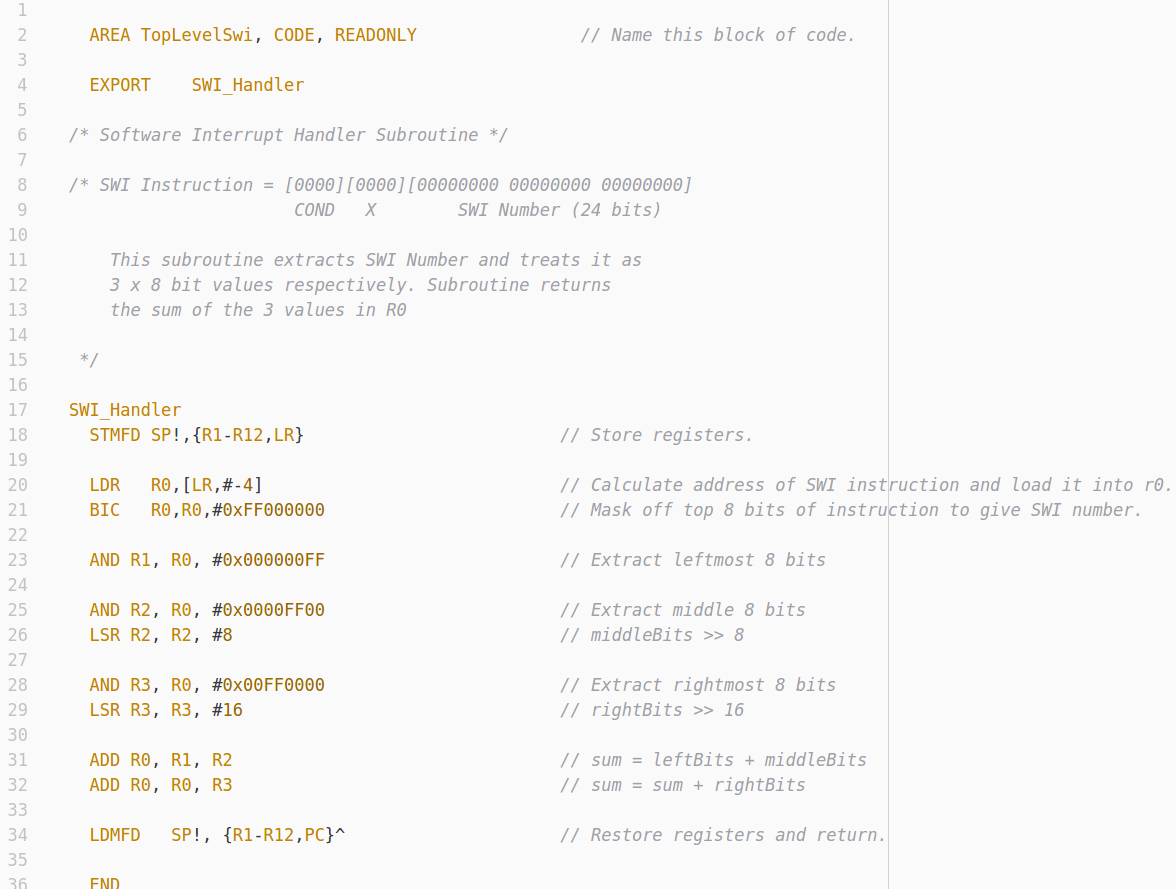 1
2 AREA TopLevelSwi, CODE, READONLY // Name this block of code.
3
4 EXPORT SWI_Handler
5
6 /* Software Interrupt Handler Subroutine */
7
8 /* SWI Instruction = [0000][0000][00000000 00000000 00000000]
9 COND X SWI Number (24 bits)
10
11 This subroutine extracts SWI Number and treats it as
12 3 x 8 bit values respectively. Subroutine returns
13 the sum of the 3 values in R0
14
15 */
16
17 SWI_Handler
18 STMFD SP!,{R1-R12,LR} // Store registers.
19
20 LDR R0,[LR,#-4] // Calculate address of SWI instruction and load it into r0.
21 BIC R0,R0,#0xFF000000 // Mask off top 8 bits of instruction to give SWI number.
22
23 AND R1, R0, #0x000000FF // Extract leftmost 8 bits
24
25 AND R2, R0, #0x0000FF00 // Extract middle 8 bits
26 LSR R2, R2, #8 // middleBits >> 8
27
28 AND R3, R0, #0x00FF0000 // Extract rightmost 8 bits
29 LSR R3, R3, #16 // rightBits >> 16
30
31 ADD R0, R1, R2 // sum = leftBits + middleBits
32 ADD R0, R0, R3 // sum = sum + rightBits
33
34 LDMFD SP!, {R1-R12,PC}^ // Restore registers and return.
35
36 END